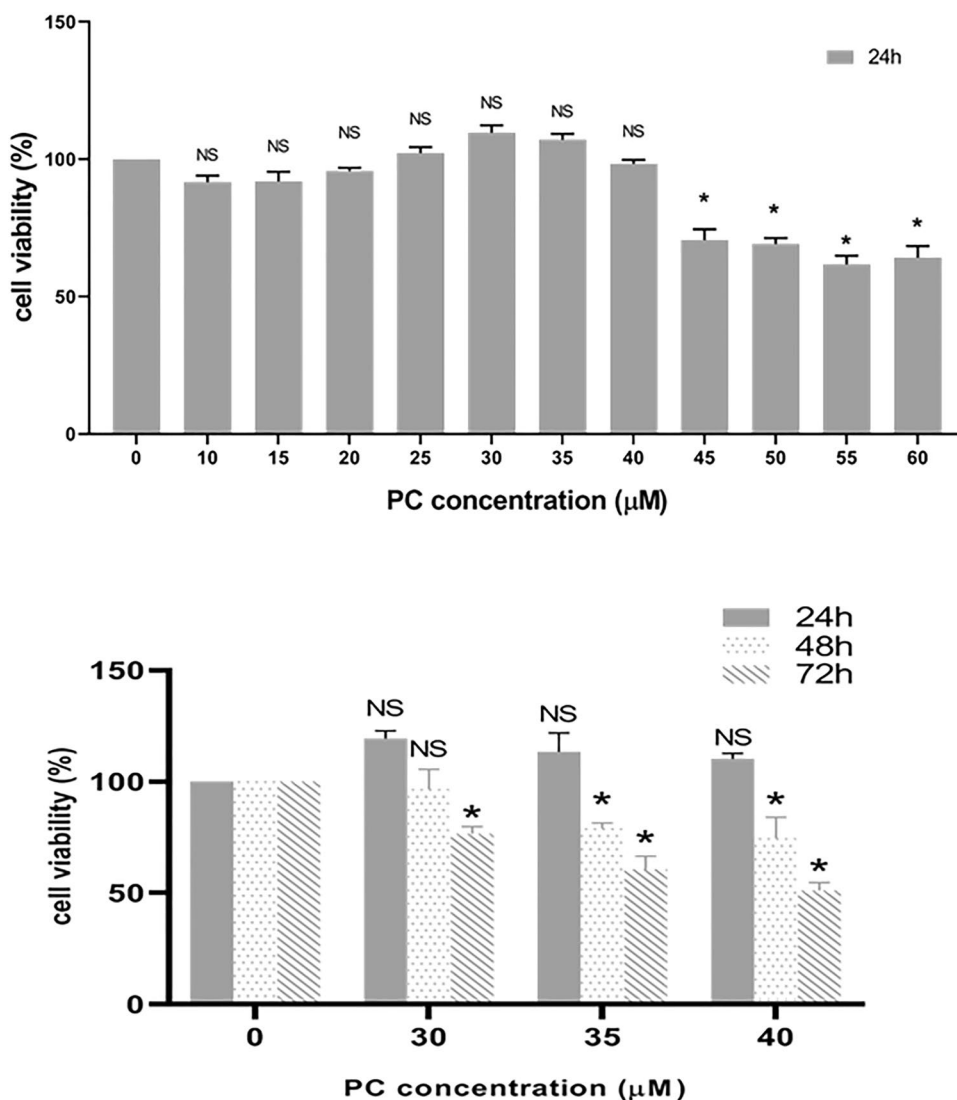 150
24h
NS NS NS NS NS NS NS
100
* * * *
cell viability (%)
50
0
0 10 15 20 25 30 35 40 45 50 55 60
PC concentration (μM)
24h
48h
72h
150
NS NS NS
NS
100
* * * * *
cell viability (%)
50
0
0 30 35 40
PC concentration (μM)